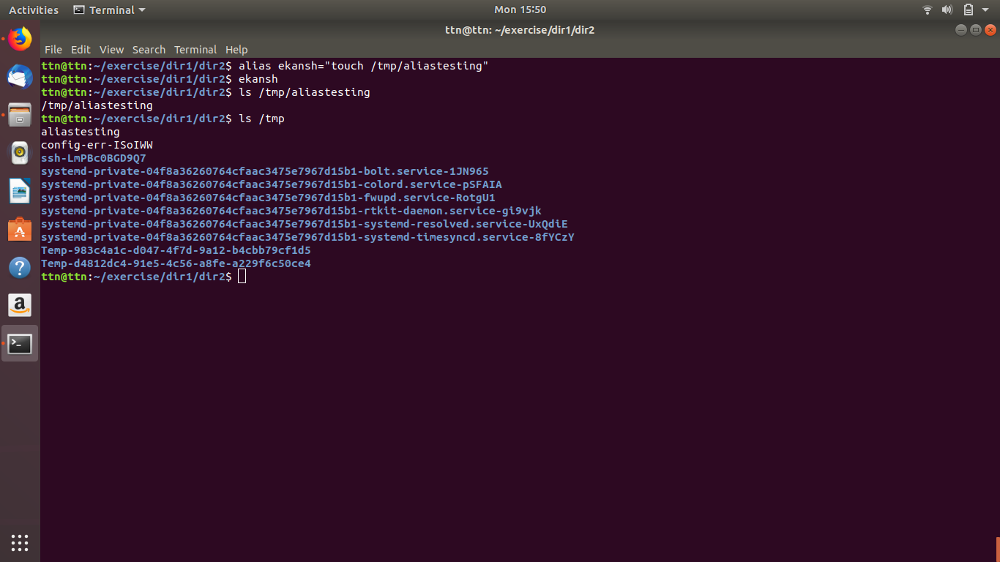 Activities Terminal Mon 15:50
ttn@ttn: ~/exercise/dir1/dir2
File Edit View Search Terminal Help
ttn@ttn:~/exercise/dir1/dir2$ alias ekansh="touch /tmp/aliastesting"
ttn@ttn:~/exercise/dir1/dir2$ ekansh
ttn@ttn:~/exercise/dir1/dir2$ ls /tmp/aliastesting
/tmp/aliastesting
ttn@ttn:~/exercise/dir1/dir2$ ls /tmp
aliastesting
config-err-ISoIWW
ssh-LmPBc0BGD9Q7
systemd-private-04f8a36260764cfaac3475e7967d15b1-bolt.service-1JN965
systemd-private-04f8a36260764cfaac3475e7967d15b1-colord.service-pSFAIA
systemd-private-04f8a36260764cfaac3475e7967d15b1-fwupd.service-RotgU1
systemd-private-04f8a36260764cfaac3475e7967d15b1-rtkit-daemon.service-gi9vjk
systemd-private-04f8a36260764cfaac3475e7967d15b1-systemd-resolved.service-UxQdiE
systemd-private-04f8a36260764cfaac3475e7967d15b1-systemd-timesyncd.service-8fYCzY
Temp-983c4a1c-d047-4f7d-9a12-b4cbb79cf1d5
Temp-d4812dc4-91e5-4c56-a8fe-a229f6c50ce4
ttn@ttn:~/exercise/dir1/dir2$